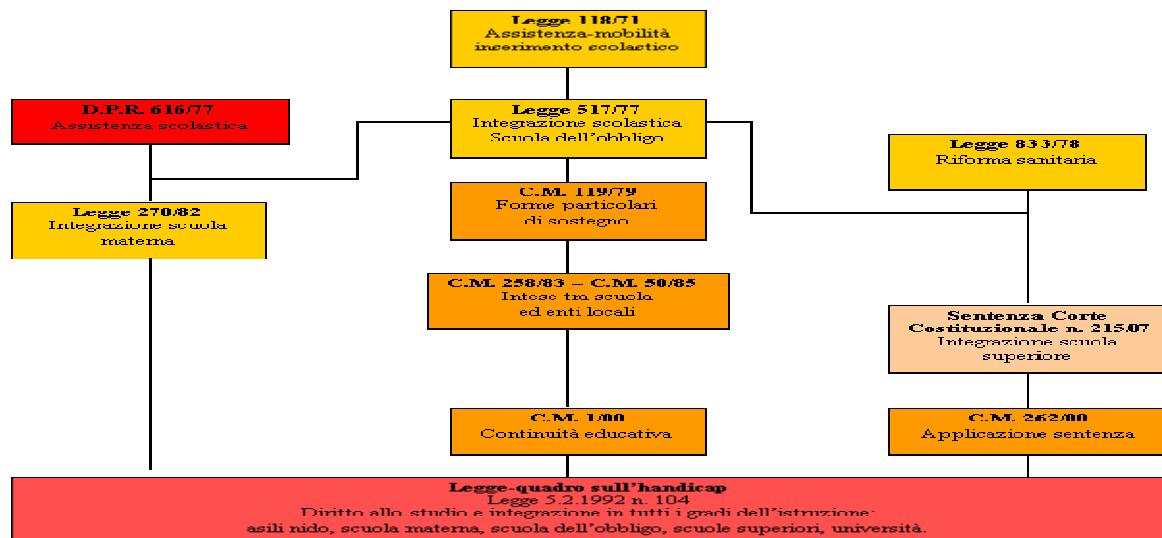 Legge 118/71
Assistenza-mobilità
inserimento scolastico
D.P.R. 616/77
Assistenza scolastica
Legge 517/77
Integrazione scolastica
Scuola dell'obbligo
Legge 833/78
Riforma sanitaria
C.M. 119/79
Forme particolari
di sostegno
Legge 270/82
Integrazione scuola
materna
C.M. 258/83 – C.M. 50/85
Intese tra scuola
ed enti locali
Sentenza Corte
Costituzionale n. 215/87
Integrazione scuola
superiore
C.M. 1/88
Continuità educativa
C.M. 262/88
Applicazione sentenza
Legge-quadro sull'handicap
Legge 5.2.1992 n. 104
Diritto allo studio e integrazione in tutti i gradi dell'istruzione:
asili nido, scuola materna, scuola dell'obbligo, scuole superiori, università.